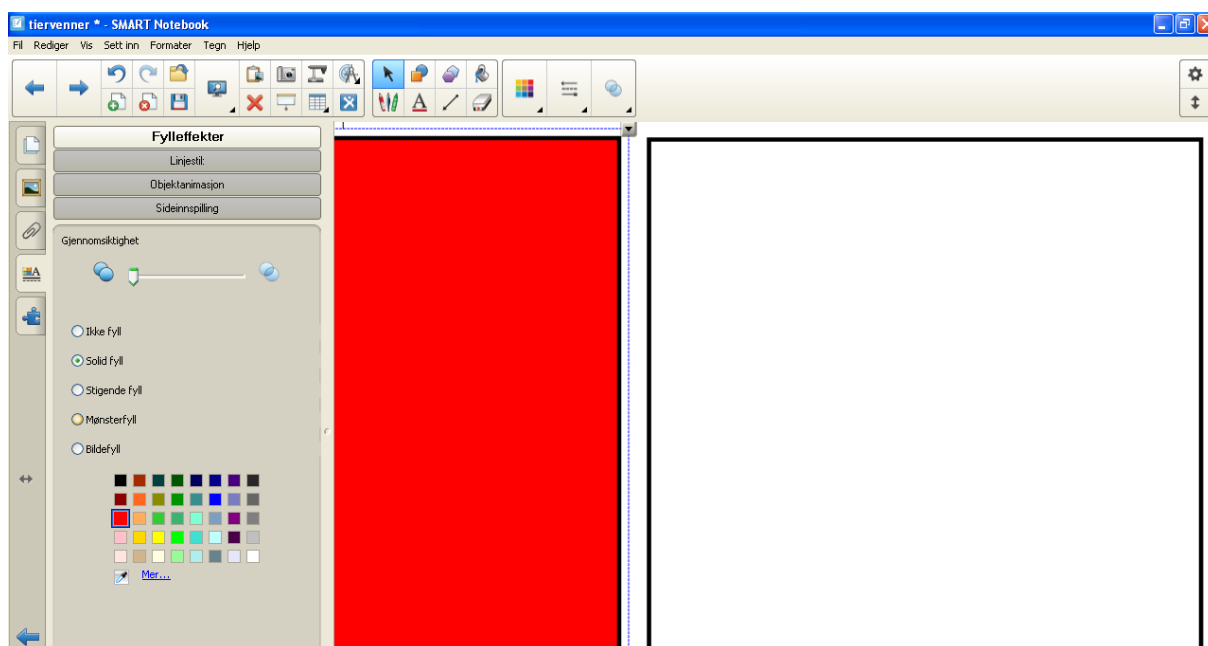 tiervenner * - SMART Notebook
Fil Rediger Vis Sett inn Formater Tegn Hjelp
Fylleffekter
Linjestil:
Objektanimasjon
Sideinnspilling
Gjennomsiktighet
Ikke fyll
Solid fyll
Stigende fyll
Mønsterfyll
Bildefyll
Mer...